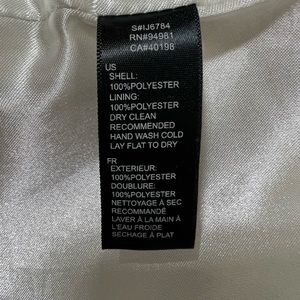 S#IJ6784
RN#94981
CA#40198
US
SHELL:
100%POLYESTER
LINING:
100%POLYESTER
DRY CLEAN
RECOMMENDED
HAND WASH COLD
LAY FLAT TO DRY
FR
EXTERIEUR:
100%POLYESTER
DOUBLURE:
100%POLYESTER
NETTOYAGE À SEC
RECOMMANDÉ
LAVER À LA MAIN À
L'EAU FROIDE
SECHAGE À PLAT